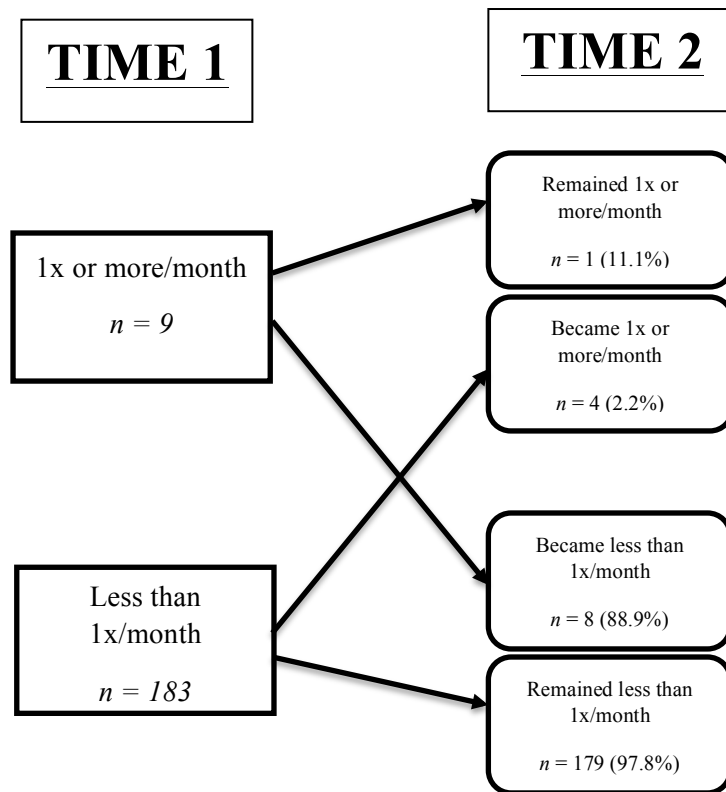 TIME 1
TIME 2
1x or more/month
n = 9
Less than
1x/month
n = 183
Remained 1x or
more/month
n = 1 (11.1%)
Became 1x or
more/month
n = 4 (2.2%)
Became less than
1x/month
n = 8 (88.9%)
Remained less than
1x/month
n = 179 (97.8%)